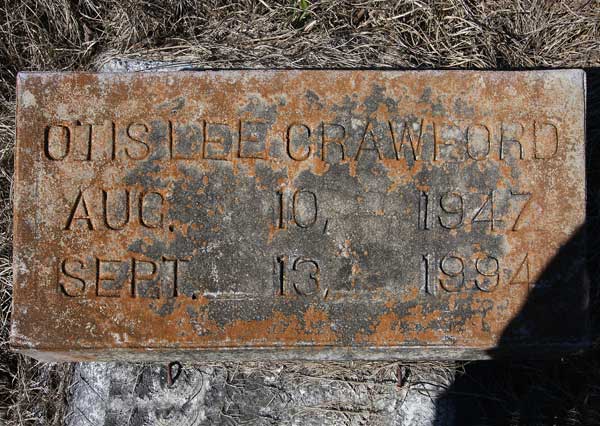 OTIS LEE CRAWFORD
AUG. 10, 1947
SEPT. 13, 1994